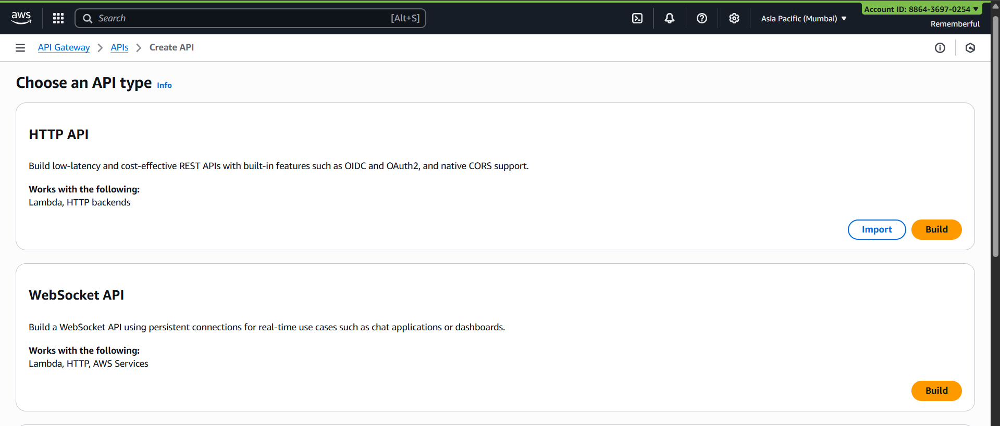 aws
Search [Alt+S]
Asia Pacific (Mumbai)
Account ID: 8864-3697-0254
Rememberful
API Gateway > APIs > Create API
Choose an API type Info
HTTP API
Build low-latency and cost-effective REST APIs with built-in features such as OIDC and OAuth2, and native CORS support.
Works with the following:
Lambda, HTTP backends
Import Build
WebSocket API
Build a WebSocket API using persistent connections for real-time use cases such as chat applications or dashboards.
Works with the following:
Lambda, HTTP, AWS Services
Build